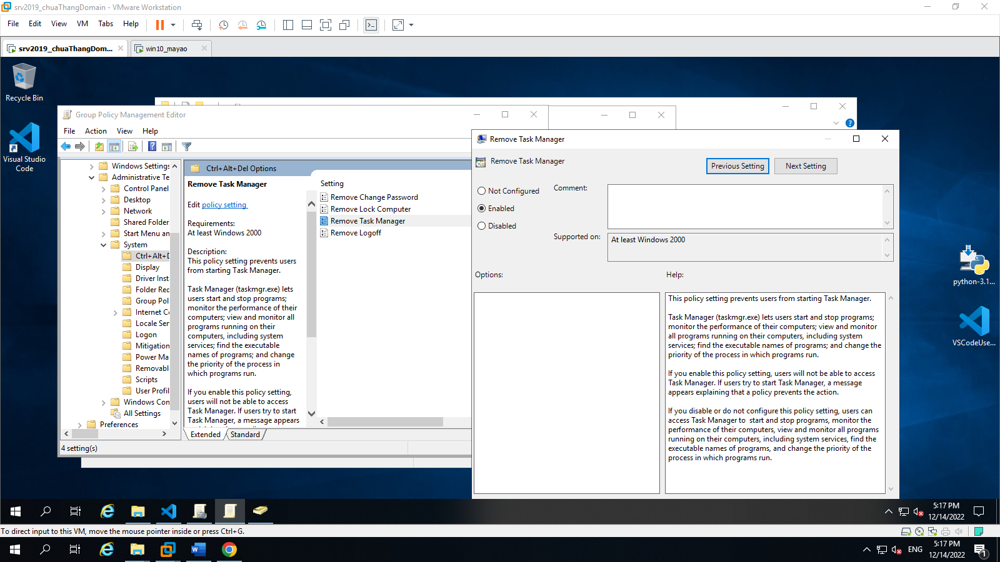 srv2019_chuaThangDomain - VMware Workstation
File Edit View VM Tabs Help
srv2019_chuaThangDom...
win10_mayao
Recycle Bin
Visual Studio
Code
Group Policy Management Editor
File Action View Help
Windows Settings
Administrative Te
Control Panel
Desktop
Network
Shared Folder
Start Menu an
System
Ctrl+Alt+D
Display
Driver Inst
Folder Red
Group Pol
Internet Co
Locale Ser
Logon
Mitigation
Power Ma
Removabl
Scripts
User Profil
Windows Con
All Settings
Preferences
Ctrl+Alt+Del Options
Remove Task Manager
Edit policy setting
Requirements:
At least Windows 2000
Description:
This policy setting prevents users
from starting Task Manager.
Task Manager (taskmgr.exe) lets
users start and stop programs;
monitor the performance of their
computers; view and monitor all
programs running on their
computers, including system
services; find the executable
names of programs; and change
the priority of the process in
which programs run.
If you enable this policy setting,
users will not be able to access
Task Manager. If users try to start
Task Manager, a message appears
Setting
Remove Change Password
Remove Lock Computer
Remove Task Manager
Remove Logoff
Extended Standard
4 setting(s)
Remove Task Manager
Remove Task Manager
Previous Setting
Next Setting
Not Configured
Enabled
Disabled
Comment:
Supported on:
At least Windows 2000
Options:
Help:
This policy setting prevents users from starting Task Manager.
Task Manager (taskmgr.exe) lets users start and stop programs;
monitor the performance of their computers; view and monitor
all programs running on their computers, including system
services; find the executable names of programs; and change the
priority of the process in which programs run.
If you enable this policy setting, users will not be able to access
Task Manager. If users try to start Task Manager, a message
appears explaining that a policy prevents the action.
If you disable or do not configure this policy setting, users can
access Task Manager to start and stop programs, monitor the
performance of their computers, view and monitor all programs
running on their computers, including system services, find the
executable names of programs, and change the priority of the
process in which programs run.
python-3.1...
VSCodeUse...
5:17 PM
12/14/2022
To direct input to this VM, move the mouse pointer inside or press Ctrl+G.
ENG
5:17 PM
12/14/2022
1